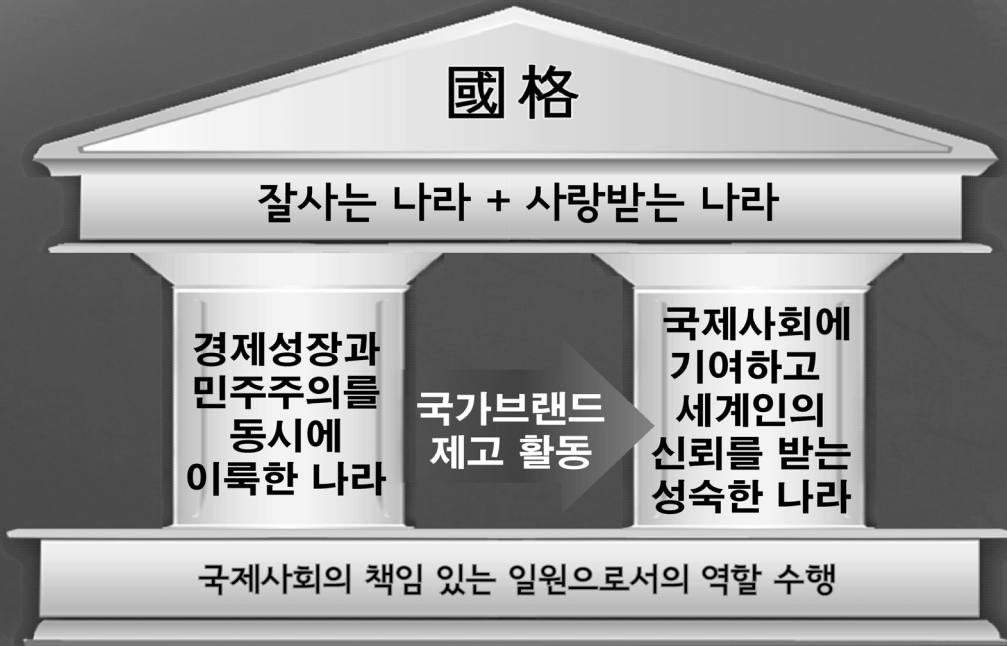 國格
잘사는 나라 + 사랑받는 나라
경제성장과
민주주의를
동시에
이룩한 나라
국가브랜드
제고 활동
국제사회에
기여하고
세계인의
신뢰를 받는
성숙한 나라
국제사회의 책임 있는 일원으로서의 역할 수행